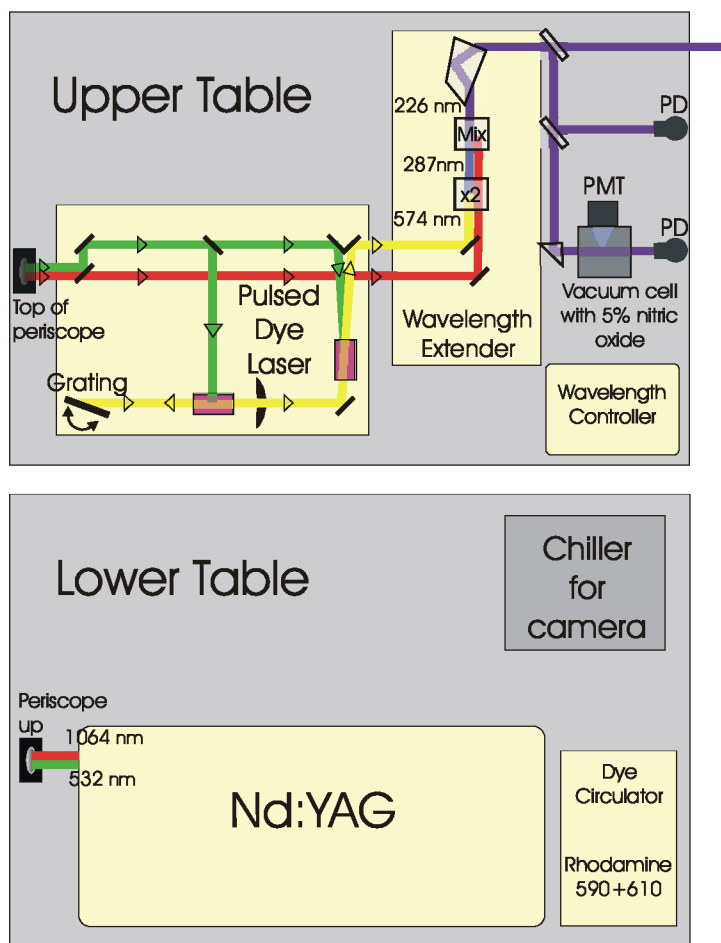 Upper Table
226 nm
Mix
287nm
x2
574 nm
PD
PMT
PD
Vacuum cell
with 5% nitric
oxide
Top of
periscope
Pulsed
Dye
Laser
Grating
Wavelength
Extender
Wavelength
Controller
Lower Table
Chiller
for
camera
Periscope
up
1064 nm
532 nm
Nd:YAG
Dye
Circulator
Rhodamine
590+610